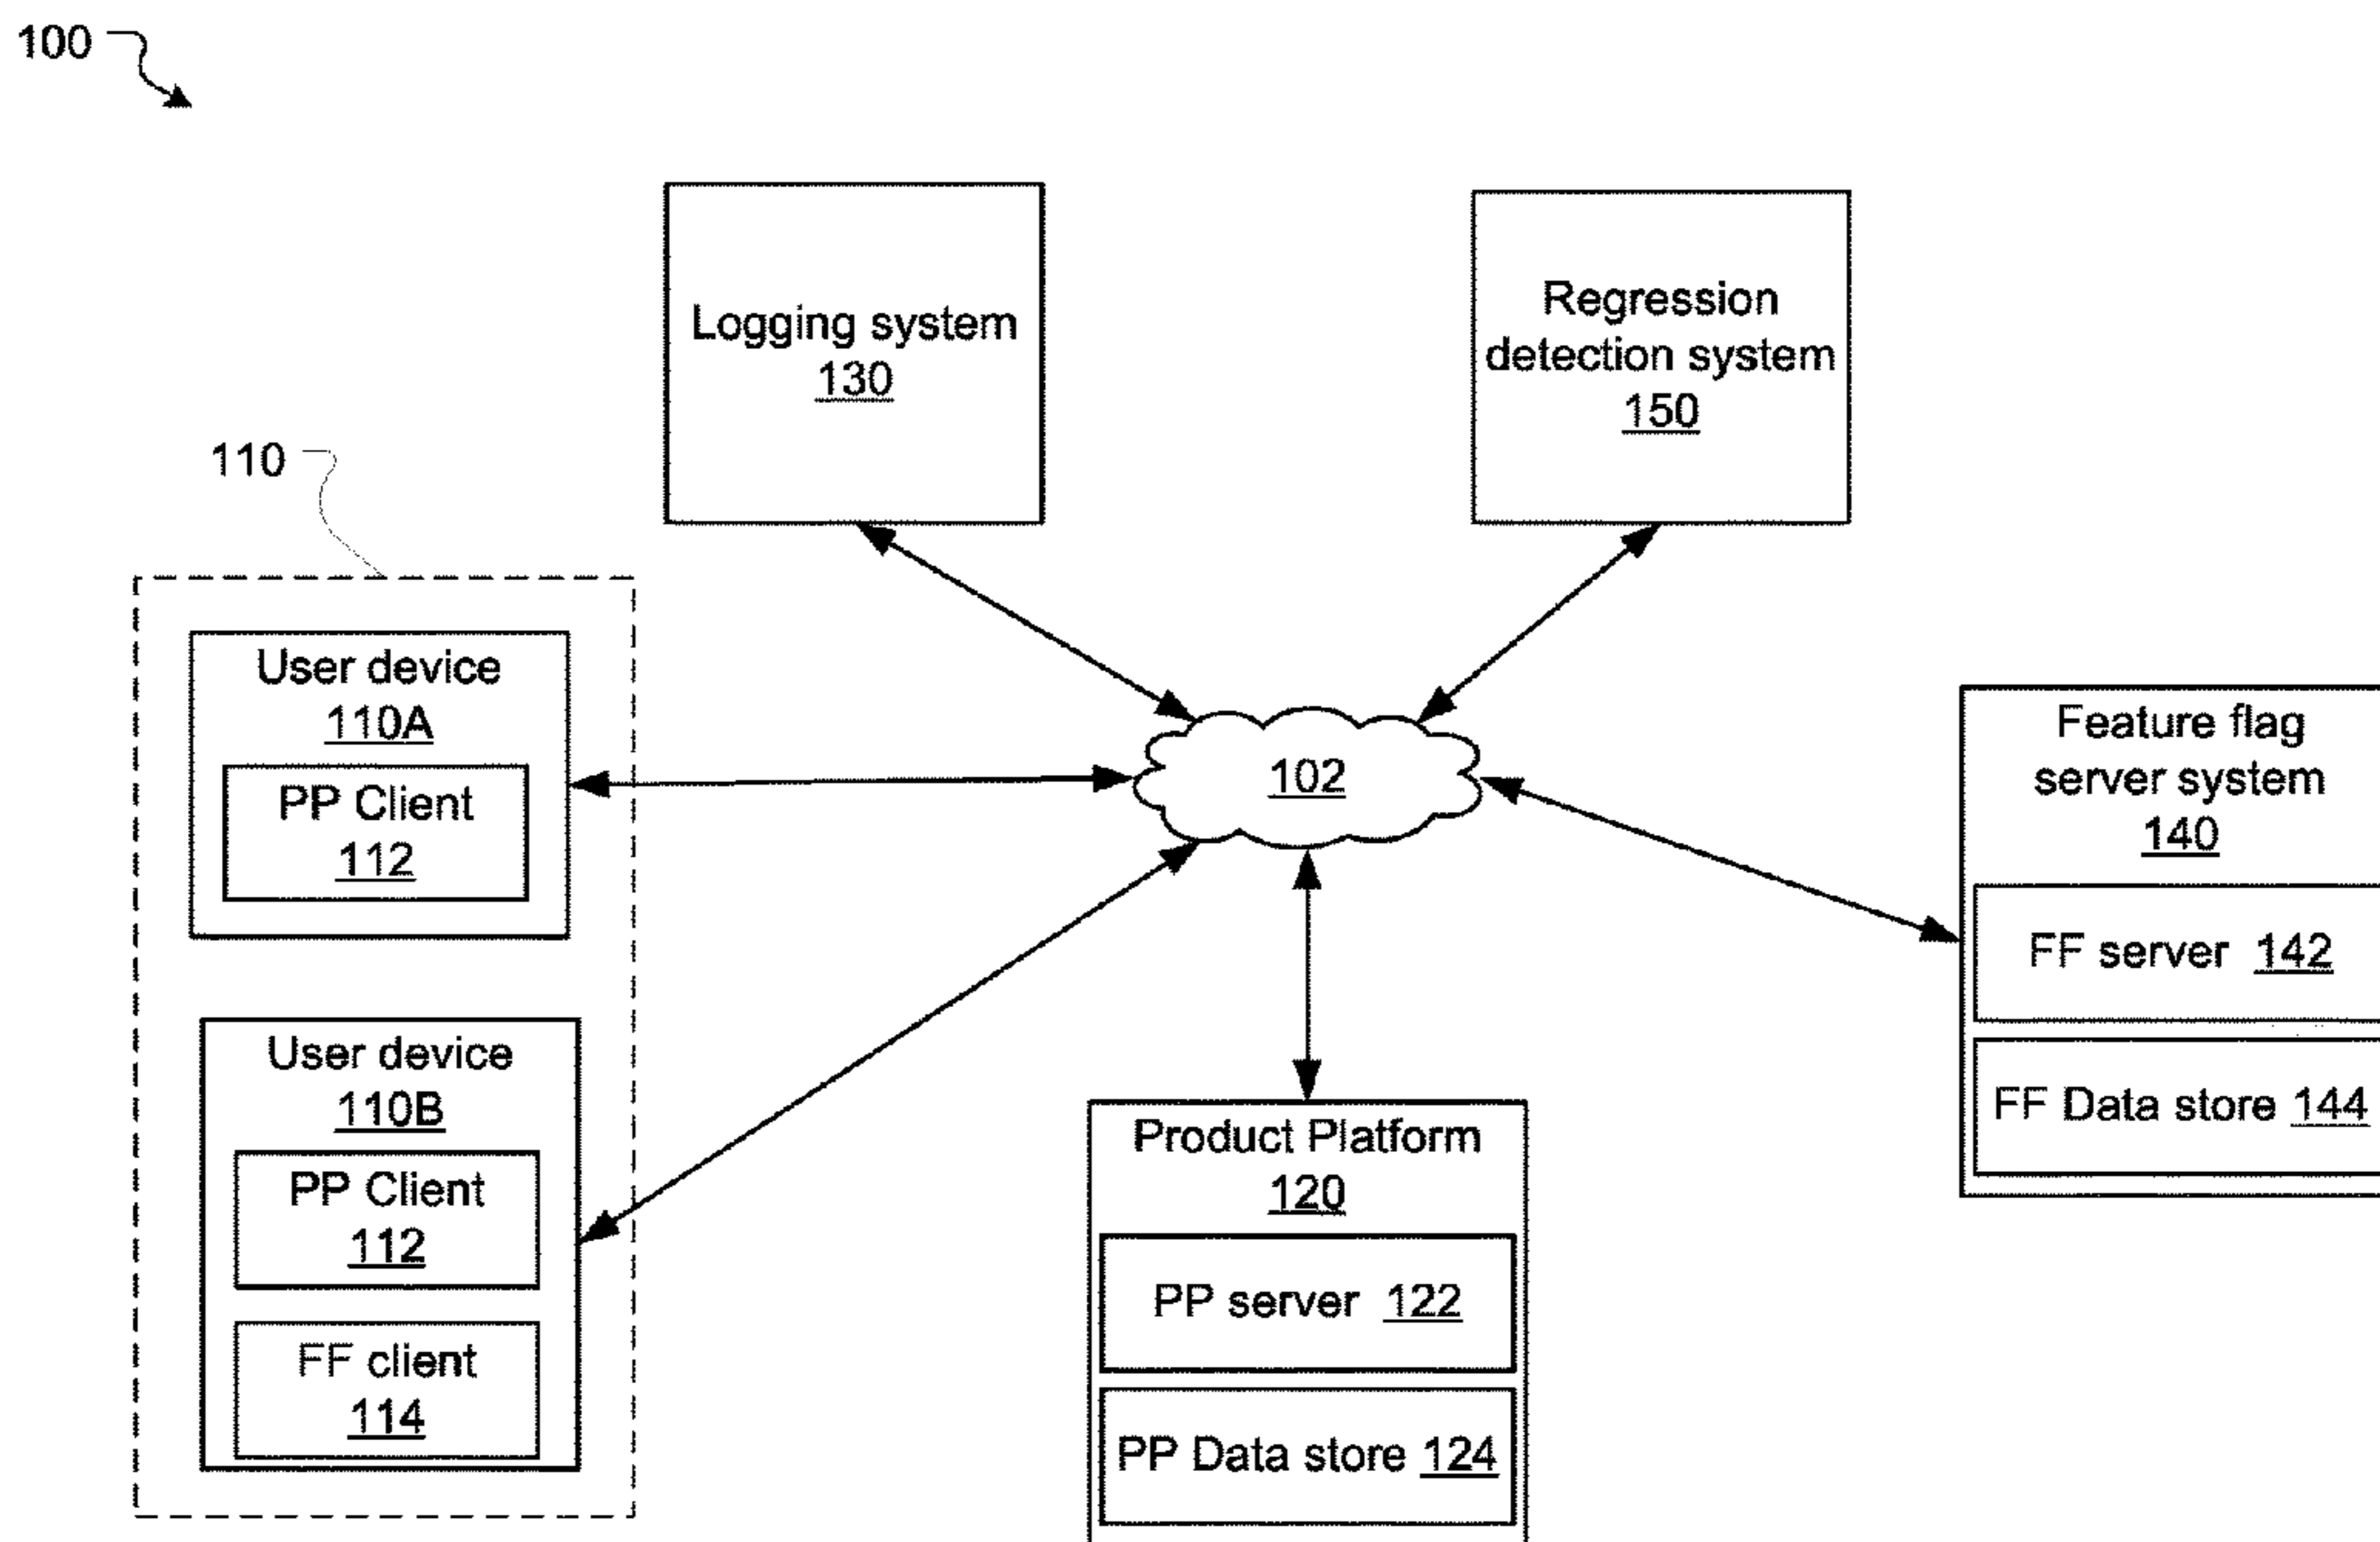 100
Logging system
130
Regression
detection system
150
110
User device
110A
PP Client
112
102
Feature flag
server system
140
FF server 142
FF Data store 144
User device
110B
PP Client
112
FF client
114
Product Platform
120
PP server 122
PP Data store 124